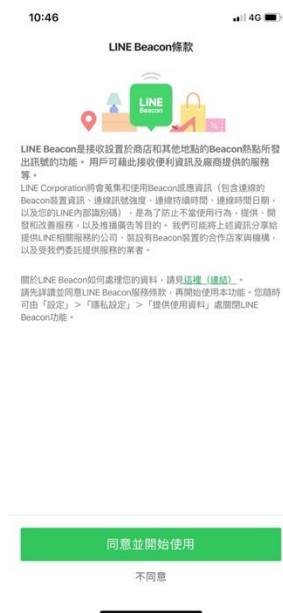 10:46
4G
LINE Beacon條款
LINE
Beacon
%
LINE Beacon是接收設置於商店和其他地點的Beacon熱點所發
出訊號的功能。用戶可藉此接收便利資訊及廠商提供的服務
等。
LINE Corporation將會蒐集和使用Beacon感應資訊（包含連線的
Beacon裝置資訊、連線訊號強度、連線持續時間、連線時間日期，
以及您的LINE內部識別碼），是為了防止不當使用行為、提供、開
發和改善服務，以及推播廣告等目的。我們可能將上述資訊分享給
提供LINE相關服務的公司、裝設有Beacon裝置的合作店家與機構，
以及受我們委託提供服務的業者。
關於LINE Beacon如何處理您的資料，請見這裡（連結）。
請先詳讀並同意LINE Beacon服務條款，再開始使用本功能。您隨時
可由「設定」>「隱私設定」>「提供使用資料」處關閉LINE
Beacon功能。
同意並開始使用
不同意